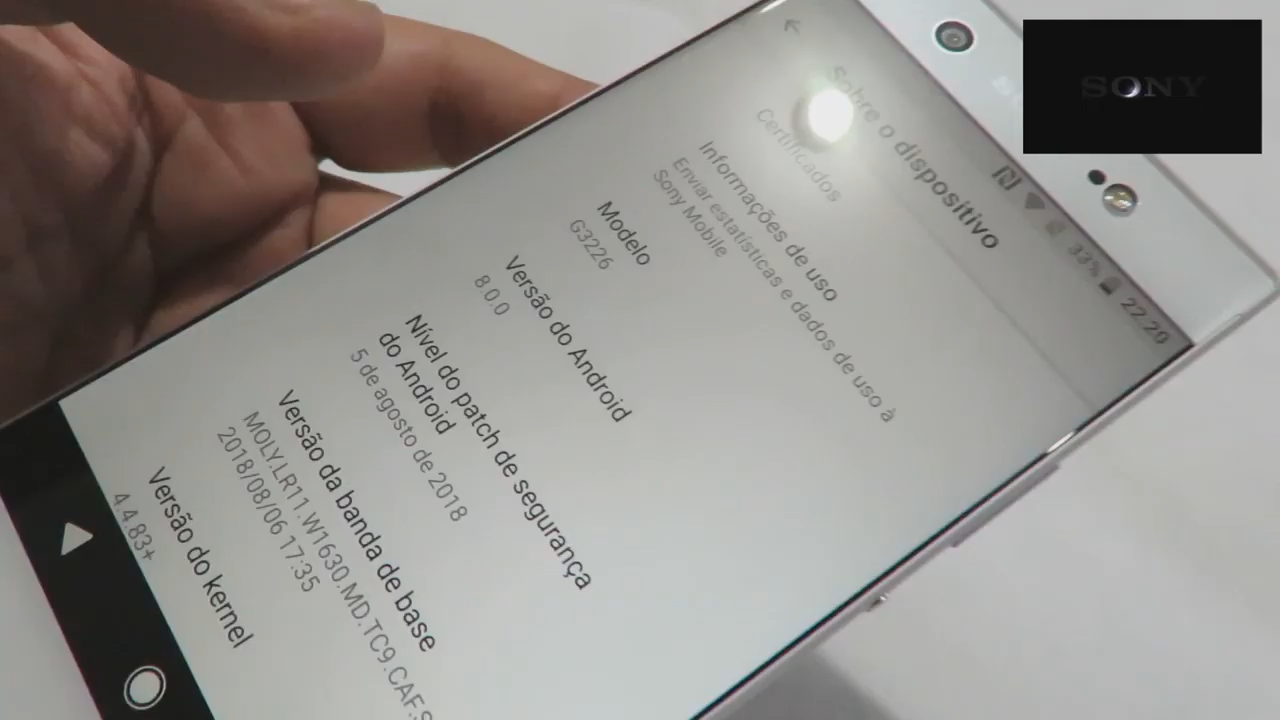 SONY
33% 22:20
Sobre o dispositivo
Certificados
Informações de uso
Enviar estatísticas e dados de uso à
Sony Mobile
Modelo
G3226
Versão do Android
8.0.0
Nível do patch de segurança
do Android
5 de agosto de 2018
Versão da banda de base
MOLY.LR11.W1630.MD.TC9.CAF.S
2018/08/06 17:35
Versão do kernel
4.4.83+